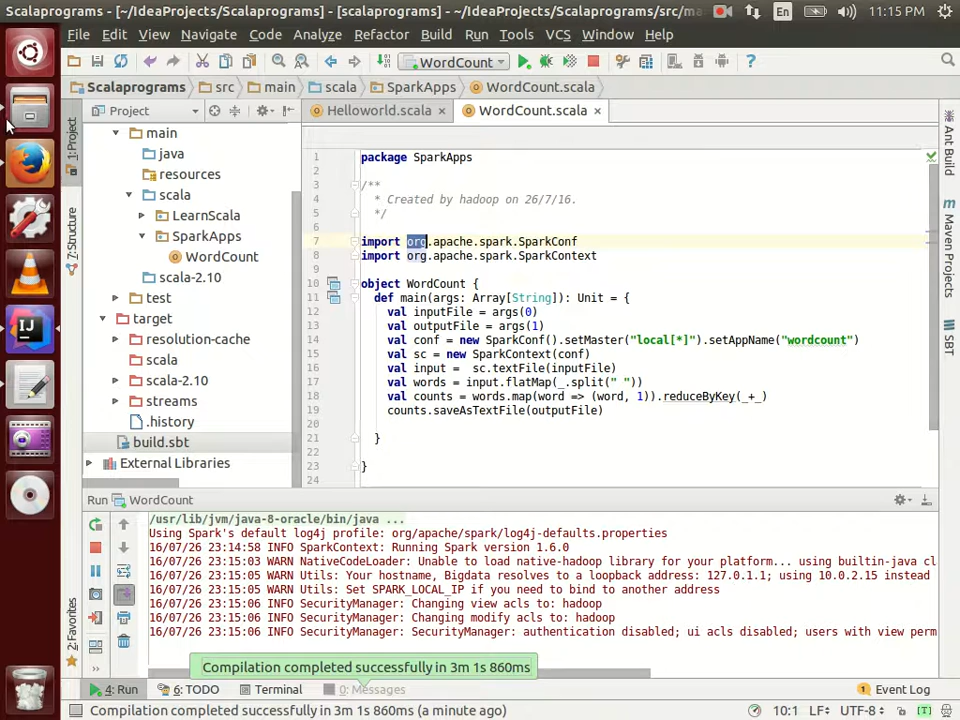 Scalaprograms - [~/IdeaProjects/Scalaprograms] - [scalaprograms] - ~/IdeaProjects/Scalaprograms/src/ma
En
11:15 PM
File Edit View Navigate Code Analyze Refactor Build Run Tools VCS Window Help
WordCount
Scalaprograms src main scala SparkApps WordCount.scala
Project
Helloworld.scala
WordCount.scala
1: Project
7: Structure
2: Favorites
main
java
resources
scala
LearnScala
SparkApps
WordCount
scala-2.10
test
target
resolution-cache
scala
scala-2.10
streams
.history
build.sbt
External Libraries
1 package SparkApps
2
3 /**
4 * Created by hadoop on 26/7/16.
5 */
6
7 import org.apache.spark.SparkConf
8 import org.apache.spark.SparkContext
9
10 object WordCount {
11 def main(args: Array[String]): Unit = {
12 val inputFile = args(0)
13 val outputFile = args(1)
14 val conf = new SparkConf().setMaster("local[*]").setAppName("wordcount")
15 val sc = new SparkContext(conf)
16 val input =  sc.textFile(inputFile)
17 val words = input.flatMap(_.split(" "))
18 val counts = words.map(word => (word, 1)).reduceByKey(_+_)
19 counts.saveAsTextFile(outputFile)
20
21 }
22
23 }
24
Ant Build
Maven Projects
SBT
Run WordCount
/usr/lib/jvm/java-8-oracle/bin/java ...
Using Spark's default log4j profile: org/apache/spark/log4j-defaults.properties
16/07/26 23:14:58 INFO SparkContext: Running Spark version 1.6.0
16/07/26 23:15:03 WARN NativeCodeLoader: Unable to load native-hadoop library for your platform... using builtin-java cl
16/07/26 23:15:05 WARN Utils: Your hostname, Bigdata resolves to a loopback address: 127.0.1.1; using 10.0.2.15 instead
16/07/26 23:15:05 WARN Utils: Set SPARK_LOCAL_IP if you need to bind to another address
16/07/26 23:15:06 INFO SecurityManager: Changing view acls to: hadoop
16/07/26 23:15:06 INFO SecurityManager: Changing modify acls to: hadoop
16/07/26 23:15:06 INFO SecurityManager: SecurityManager: authentication disabled; ui acls disabled; users with view perm
Compilation completed successfully in 3m 1s 860ms
4: Run
6: TODO
Terminal
0: Messages
1 Event Log
Compilation completed successfully in 3m 1s 860ms (a minute ago)
10:1 LF UTF-8 [T]